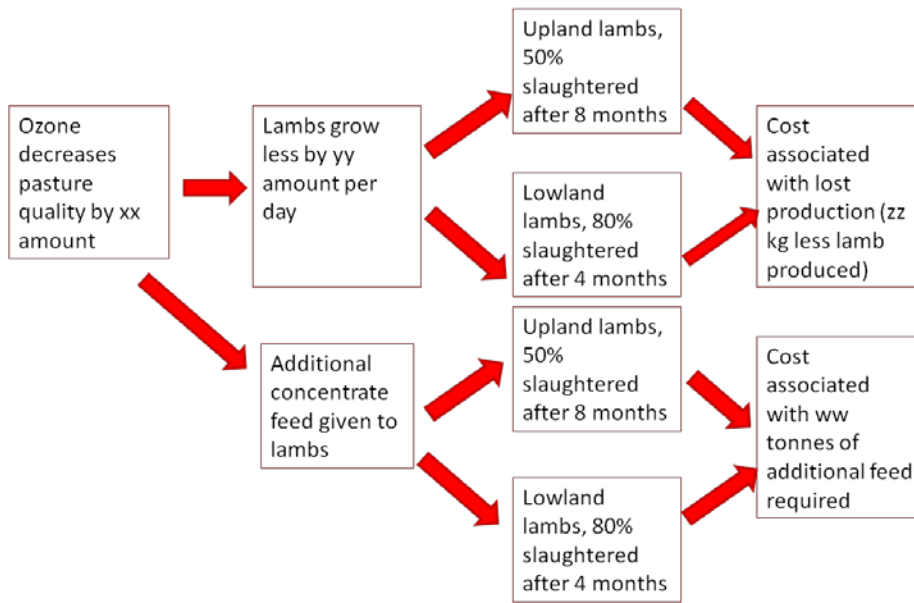 Ozone
decreases
pasture
quality by xx
amount
Lambs grow
less by yy
amount per
day
Upland lambs,
50%
slaughtered
after 8 months
Lowland
lambs, 80%
slaughtered
after 4 months
Cost
associated
with lost
production (zz
kg less lamb
produced)
Additional
concentrate
feed given to
lambs
Upland lambs,
50%
slaughtered
after 8 months
Lowland
lambs, 80%
slaughtered
after 4 months
Cost
associated
with ww
tonnes of
additional feed
required